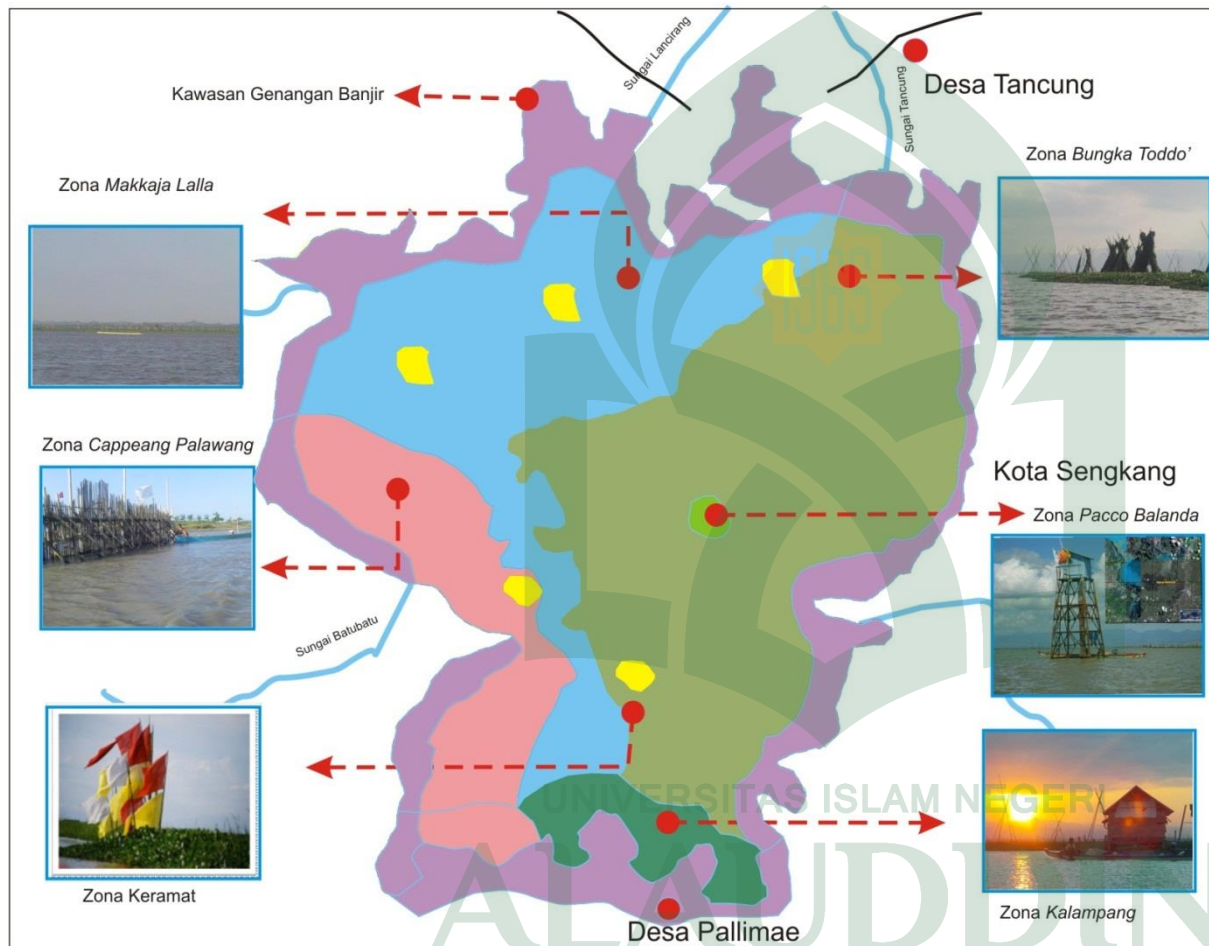 Sungai Lancirang
Sungai Tancung
Desa Tancung
Kawasan Genangan Banjir
Zona Bungka Toddo'
Zona Makkaja Lalla
1965
Zona Cappeang Palawang
Kota Sengkang
Zona Pacco Balanda
Sungai Batubatu
UNIVERSITAS ISLAM NEGERI
ALAUDDIN
Zona Keramat
Zona Kalampang
Desa Pallimae